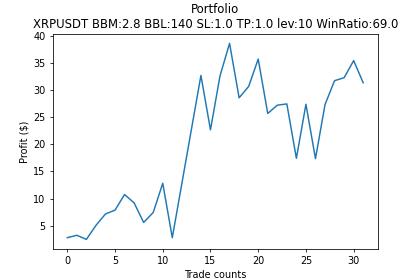 Portfolio
XRPUSDT BBM:2.8 BBL:140 SL:1.0 TP:1.0 lev:10 WinRatio:69.0
40
35
30
25
20
15
10
5
Profit ($)
0 5 10 15 20 25 30
Trade counts